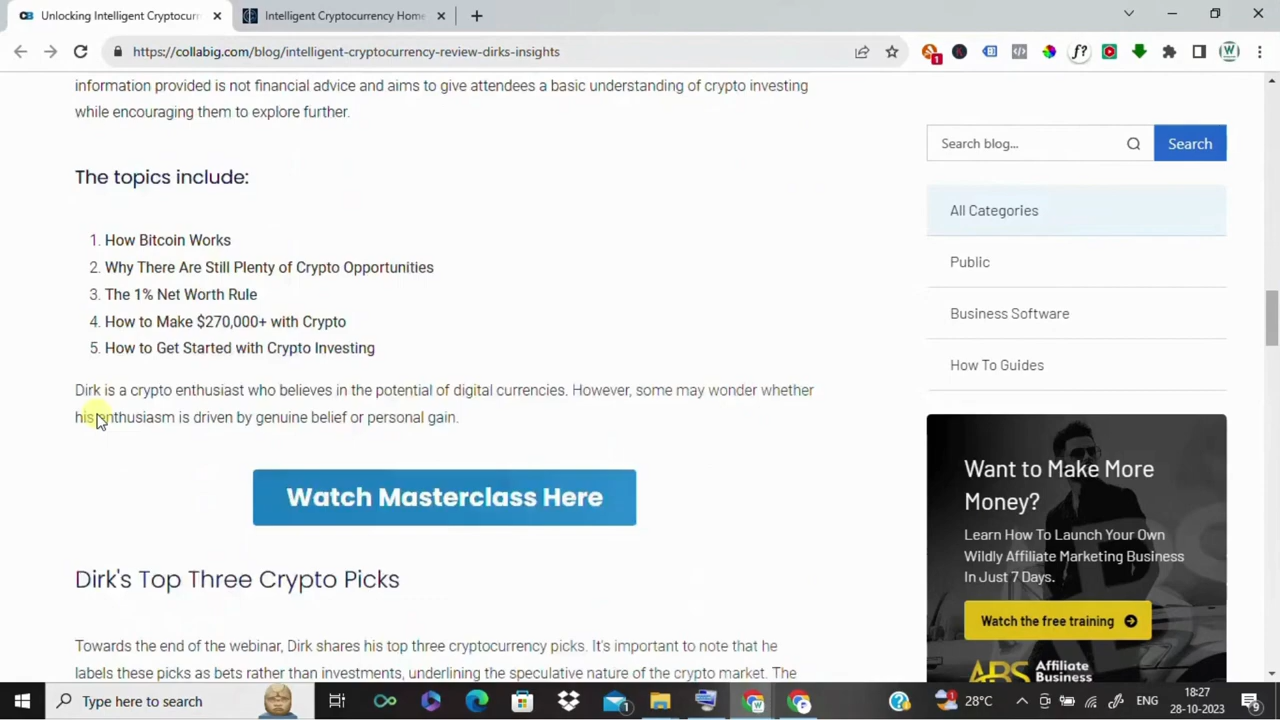 Unlocking Intelligent Cryptocurr
Intelligent Cryptocurrency Home
https://collabig.com/blog/intelligent-cryptocurrency-review-dirks-insights
information provided is not financial advice and aims to give attendees a basic understanding of crypto investing
while encouraging them to explore further.
The topics include:
1. How Bitcoin Works
2. Why There Are Still Plenty of Crypto Opportunities
3. The 1% Net Worth Rule
4. How to Make $270,000+ with Crypto
5. How to Get Started with Crypto Investing
Dirk is a crypto enthusiast who believes in the potential of digital currencies. However, some may wonder whether
his enthusiasm is driven by genuine belief or personal gain.
Watch Masterclass Here
Dirk's Top Three Crypto Picks
Towards the end of the webinar, Dirk shares his top three cryptocurrency picks. It's important to note that he
labels these picks as bets rather than investments, underlining the speculative nature of the crypto market. The
Search blog...
Search
All Categories
Public
Business Software
How To Guides
Want to Make More
Money?
Learn How To Launch Your Own
Wildly Affiliate Marketing Business
In Just 7 Days.
Watch the free training
ABS Affiliate
Business
Type here to search
28°C
ENG
18:27
28-10-2023